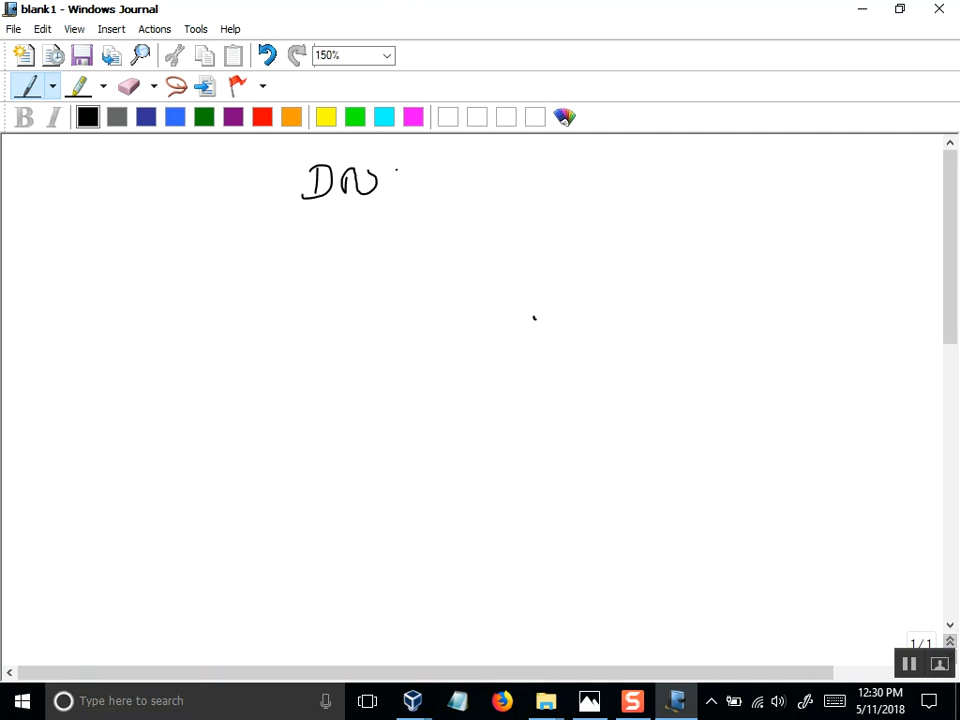 blank1 - Windows Journal
File Edit View Insert Actions Tools Help
150%
B I
DN
1/1
Type here to search
S
12:30 PM
5/11/2018